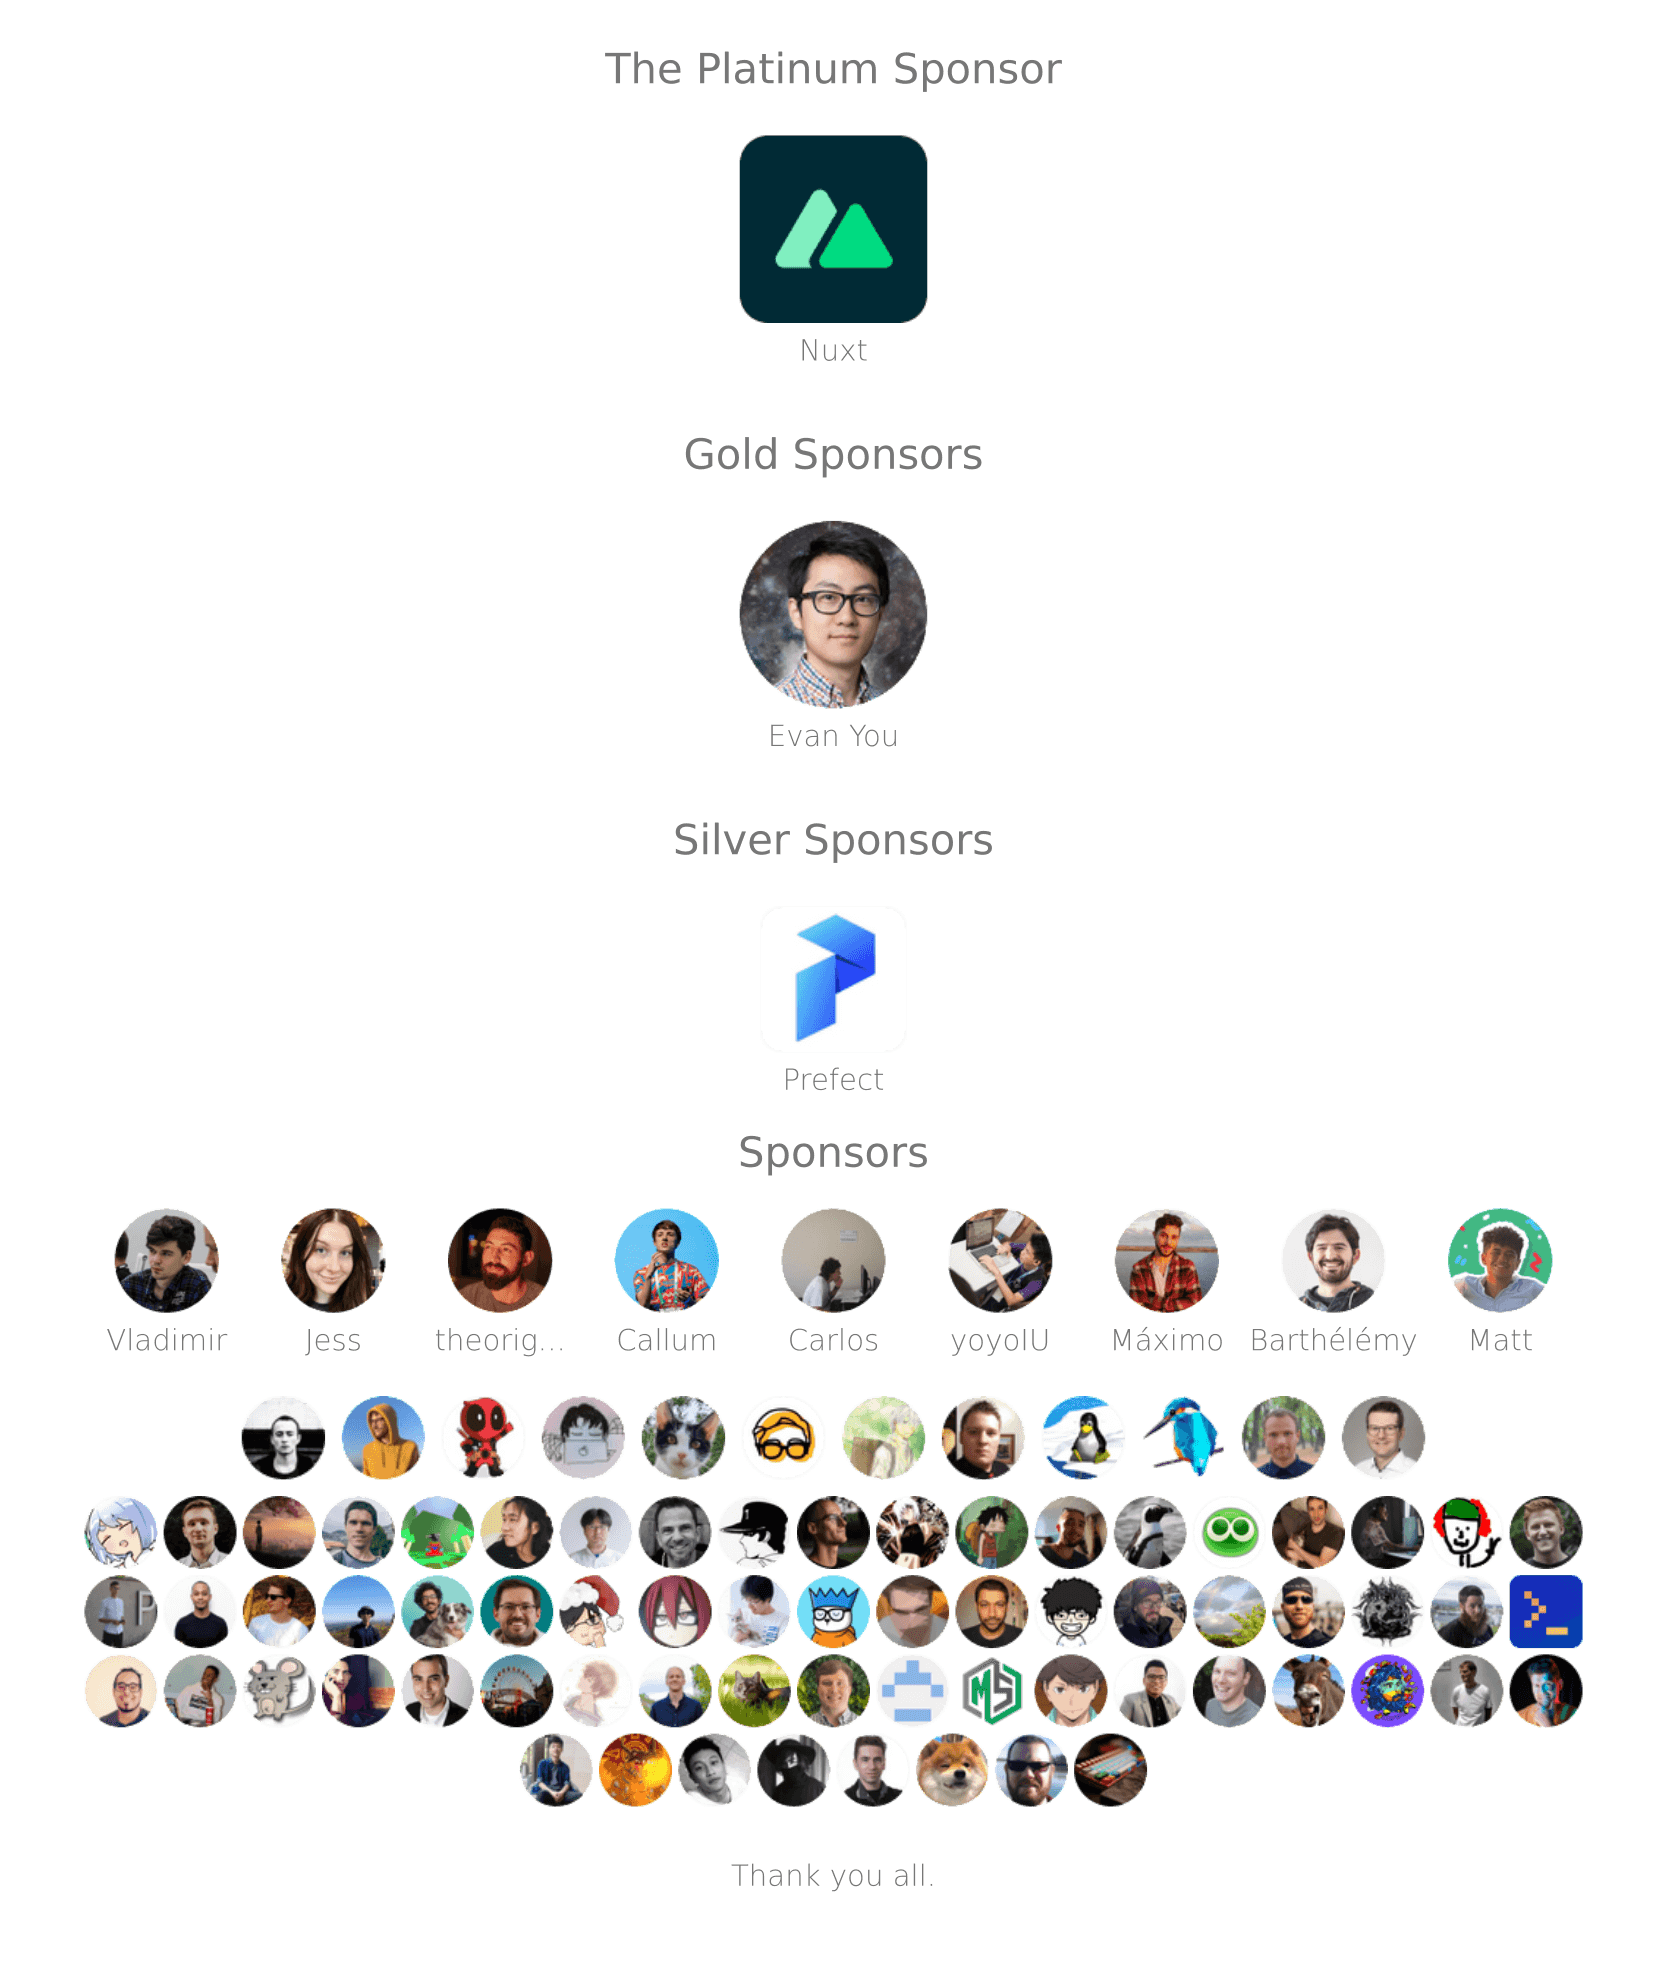 The Platinum Sponsor
Nuxt
Gold Sponsors
Evan You
Silver Sponsors
Prefect
Sponsors
Vladimir Jess theorig... Callum Carlos yoyolU Máximo Barthélémy Matt
Thank you all.